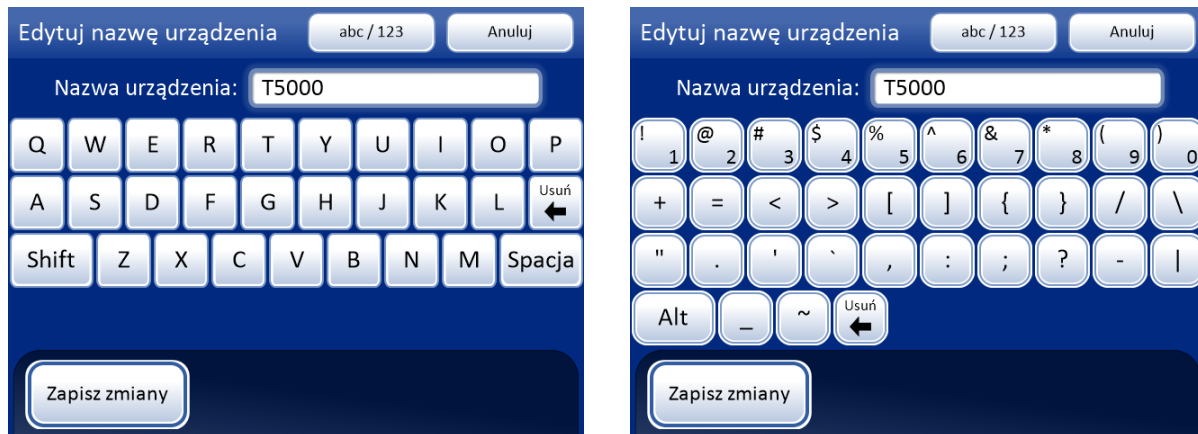 Edytuj nazwę urządzenia abc / 123 Anuluj
Nazwa urządzenia: T5000
Q W E R T Y U I O P
A S D F G H J K L Usuń
Shift Z X C V B N M Spacja
Zapisz zmiany
Edytuj nazwę urządzenia abc / 123 Anuluj
Nazwa urządzenia: T5000
! 1 @ 2 # 3 $ 4 % 5 ^ 6 & 7 * 8 ( 9 ) 0
+ = < > [ ] { } / \
" . ' ` , : ; ? - |
Alt _ ~ Usuń
Zapisz zmiany